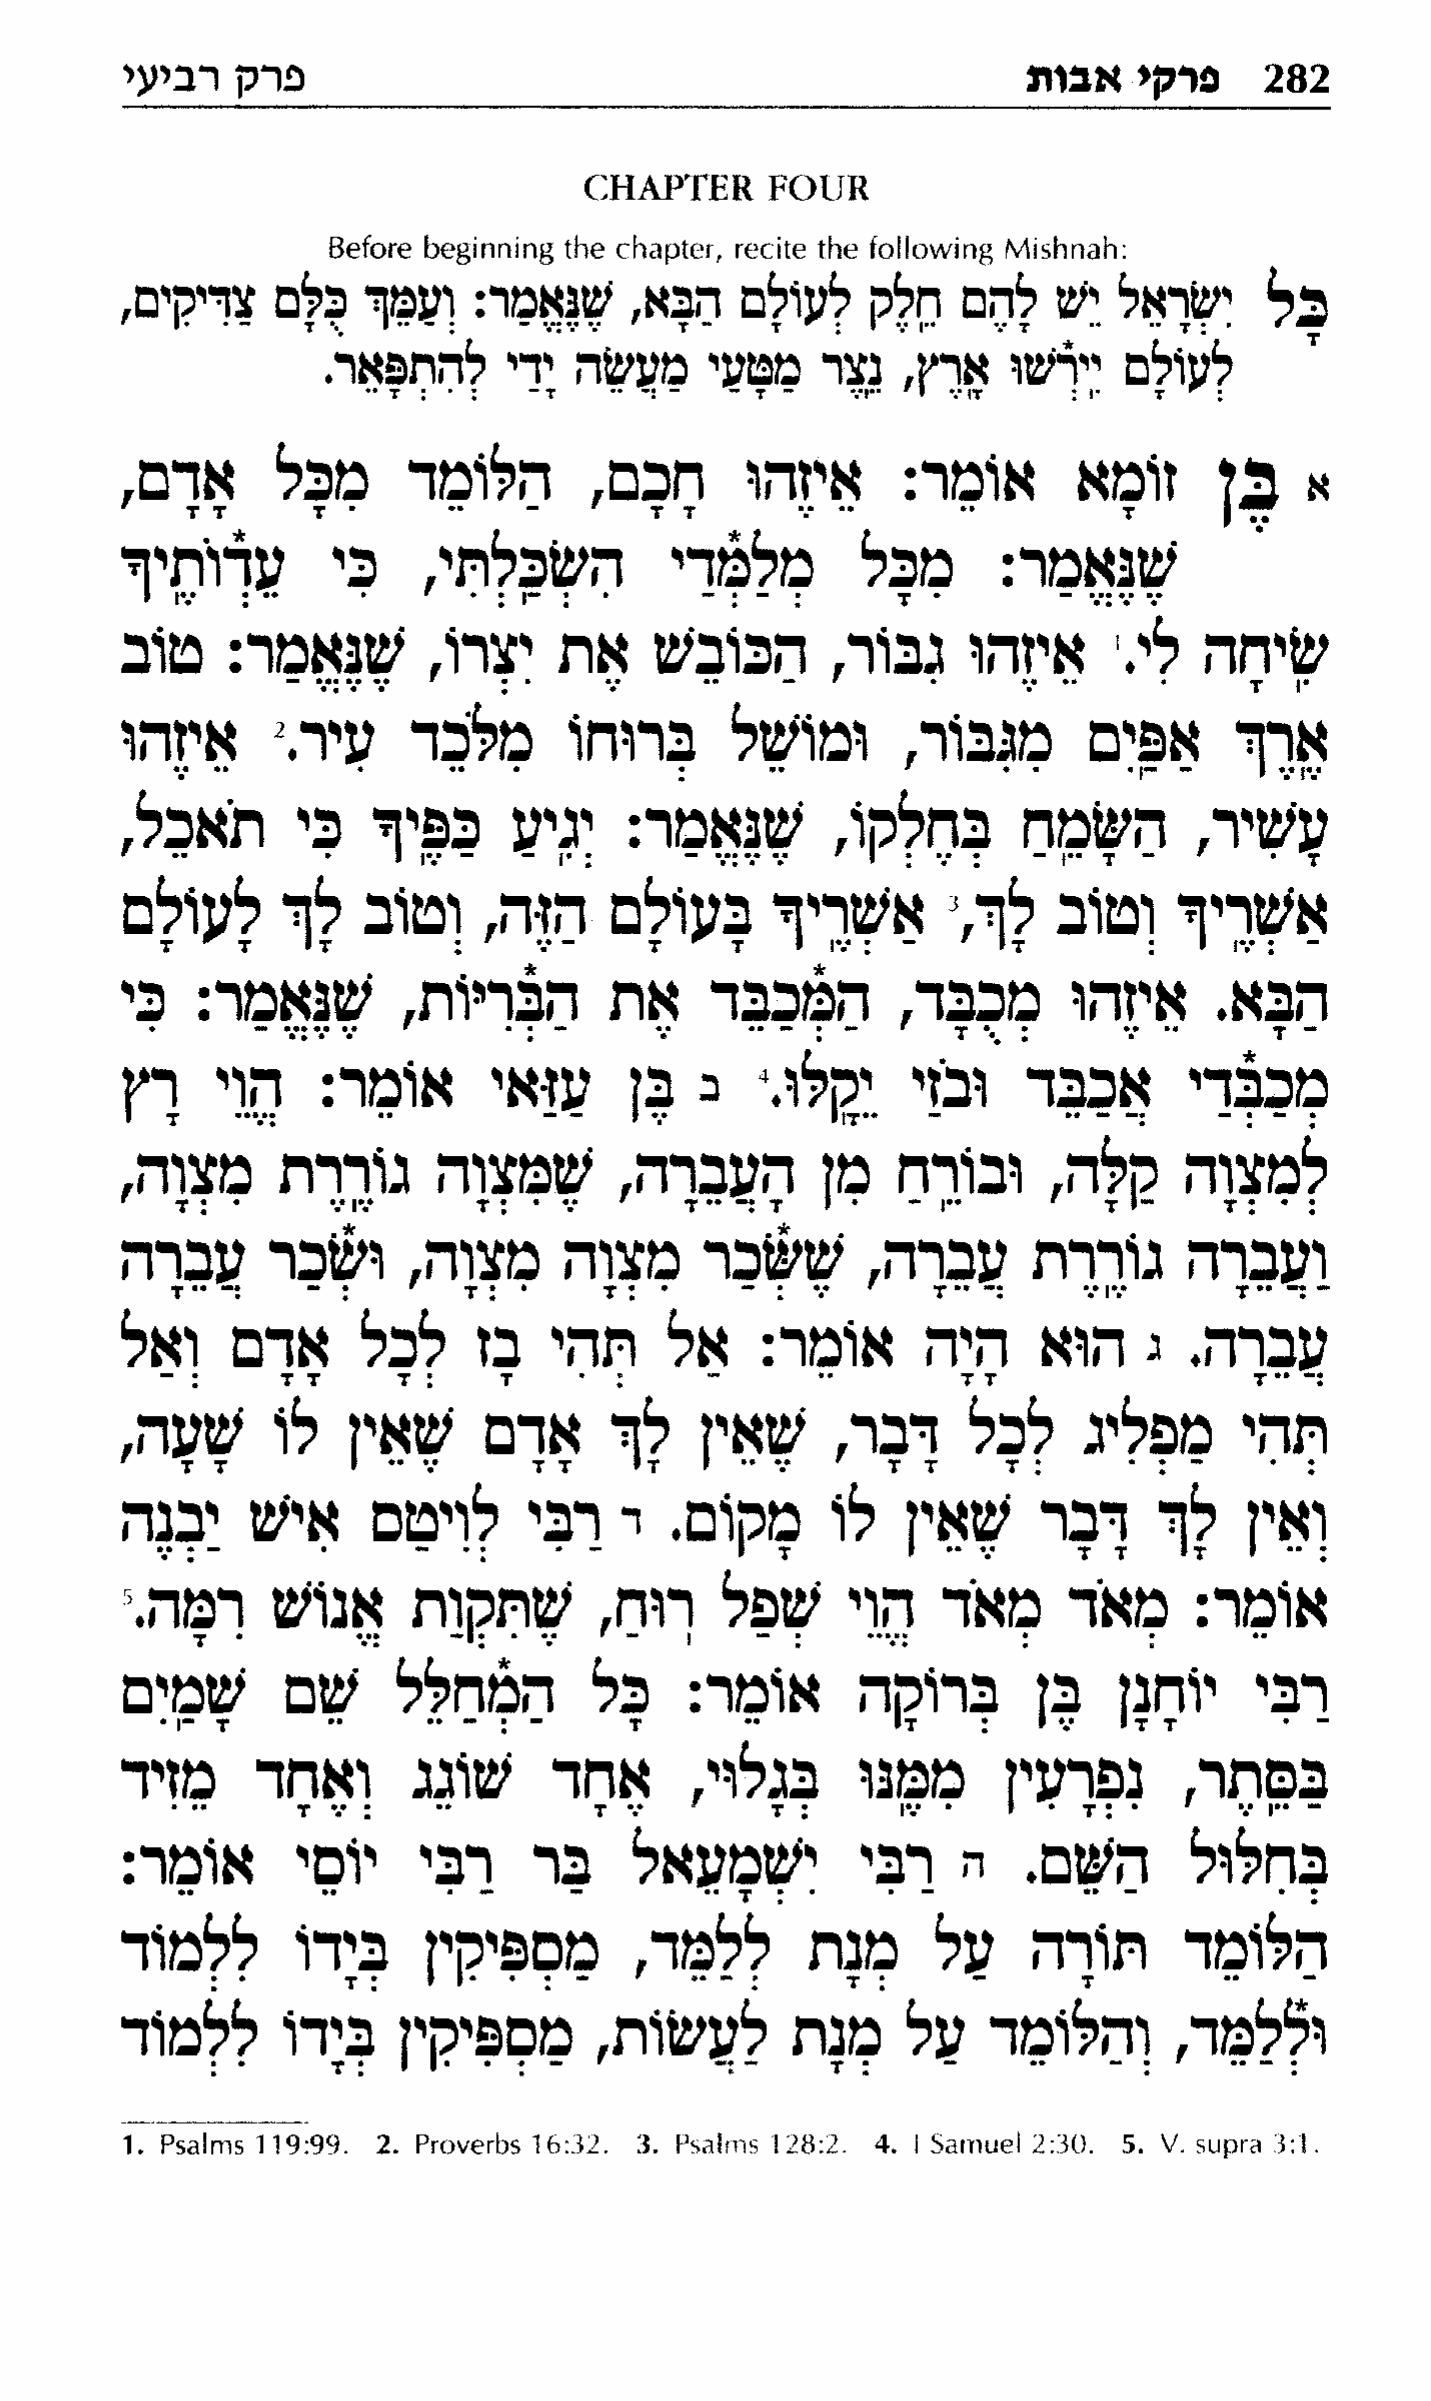 282 פרקי אבות פרק רביעי
CHAPTER FOUR
Before beginning the chapter, recite the following Mishnah:
כָּל יִשְׂרָאֵל יֵשׁ לָהֶם חֵֽלֶק לְעוֹלָם הַבָּא, שֶׁנֶּאֱמַר: וְעַמֵּךְ כֻּלָּם צַדִּיקִים,
לְעוֹלָם יִֽירְ֯שׁוּ אָֽרֶץ, נֵֽצֶר מַטָּעַי מַעֲשֵׂה יָדַי לְהִתְפָּאֵר.
א בֶּן זוֹמָא אוֹמֵר: אֵיזֶהוּ חָכָם, הַלּוֹמֵד מִכָּל אָדָם,
שֶׁנֶּאֱמַר: מִכָּל מְלַמְּ֯דַי הִשְׂכַּֽלְתִּי, כִּי עֵדְ֯וֹתֶֽיךָ
שִֽׂיחָה לִי.¹ אֵיזֶהוּ גִבּוֹר, הַכּוֹבֵשׁ אֶת יִצְרוֹ, שֶׁנֶּאֱמַר: טוֹב
אֶֽרֶךְ אַפַּֽיִם מִגִּבּוֹר, וּמוֹשֵׁל בְּרוּחוֹ מִלֹּכֵד עִיר.² אֵיזֶהוּ
עָשִׁיר, הַשָּׂמֵֽחַ בְּחֶלְקוֹ, שֶׁנֶּאֱמַר: יְגִֽיעַ כַּפֶּֽיךָ כִּי תֹאכֵל,
אַשְׁרֶֽיךָ וְטוֹב לָךְ,³ אַשְׁרֶֽיךָ בָּעוֹלָם הַזֶּה, וְטוֹב לָךְ לָעוֹלָם
הַבָּא. אֵיזֶהוּ מְכֻבָּד, הַמְ֯כַבֵּד אֶת הַבְּ֯רִיּוֹת, שֶׁנֶּאֱמַר: כִּי
מְכַבְּ֯דַי אֲכַבֵּד וּבֹזַי יֵקָֽלּוּ.⁴ ב בֶּן עַזַּאי אוֹמֵר: הֱוֵי רָץ
לְמִצְוָה קַלָּה, וּבוֹרֵֽחַ מִן הָעֲבֵרָה, שֶׁמִּצְוָה גּוֹרֶֽרֶת מִצְוָה,
וַעֲבֵרָה גּוֹרֶֽרֶת עֲבֵרָה, שֶׁשְּׂ֯כַר מִצְוָה מִצְוָה, וּשְׂ֯כַר עֲבֵרָה
עֲבֵרָה. ג הוּא הָיָה אוֹמֵר: אַל תְּהִי בָז לְכָל אָדָם וְאַל
תְּהִי מַפְלִיג לְכָל דָּבָר, שֶׁאֵין לָךְ אָדָם שֶׁאֵין לוֹ שָׁעָה,
וְאֵין לָךְ דָּבָר שֶׁאֵין לוֹ מָקוֹם. ד רַבִּי לְוִיטַס אִישׁ יַבְנֶה
אוֹמֵר: מְאֹד מְאֹד הֱוֵי שְׁפַל רֽוּחַ, שֶׁתִּקְוַת אֱנוֹשׁ רִמָּה.⁵
רַבִּי יוֹחָנָן בֶּן בְּרוֹקָה אוֹמֵר: כָּל הַמְ֯חַלֵּל שֵׁם שָׁמַֽיִם
בַּסֵּֽתֶר, נִפְרָעִין מִמֶּֽנּוּ בְּגָלוּי, אֶחָד שׁוֹגֵג וְאֶחָד מֵזִיד
בְּחִלּוּל הַשֵּׁם. ה רַבִּי יִשְׁמָעֵאל בַּר רַבִּי יוֹסֵי אוֹמֵר:
הַלּוֹמֵד תּוֹרָה עַל מְנָת לְלַמֵּד, מַסְפִּיקִין בְּיָדוֹ לִלְמוֹד
וּלְ֯לַמֵּד, וְהַלּוֹמֵד עַל מְנָת לַעֲשׂוֹת, מַסְפִּיקִין בְּיָדוֹ לִלְמוֹד
1. Psalms 119:99. 2. Proverbs 16:32. 3. Psalms 128:2. 4. I Samuel 2:30. 5. V. supra 3:1.